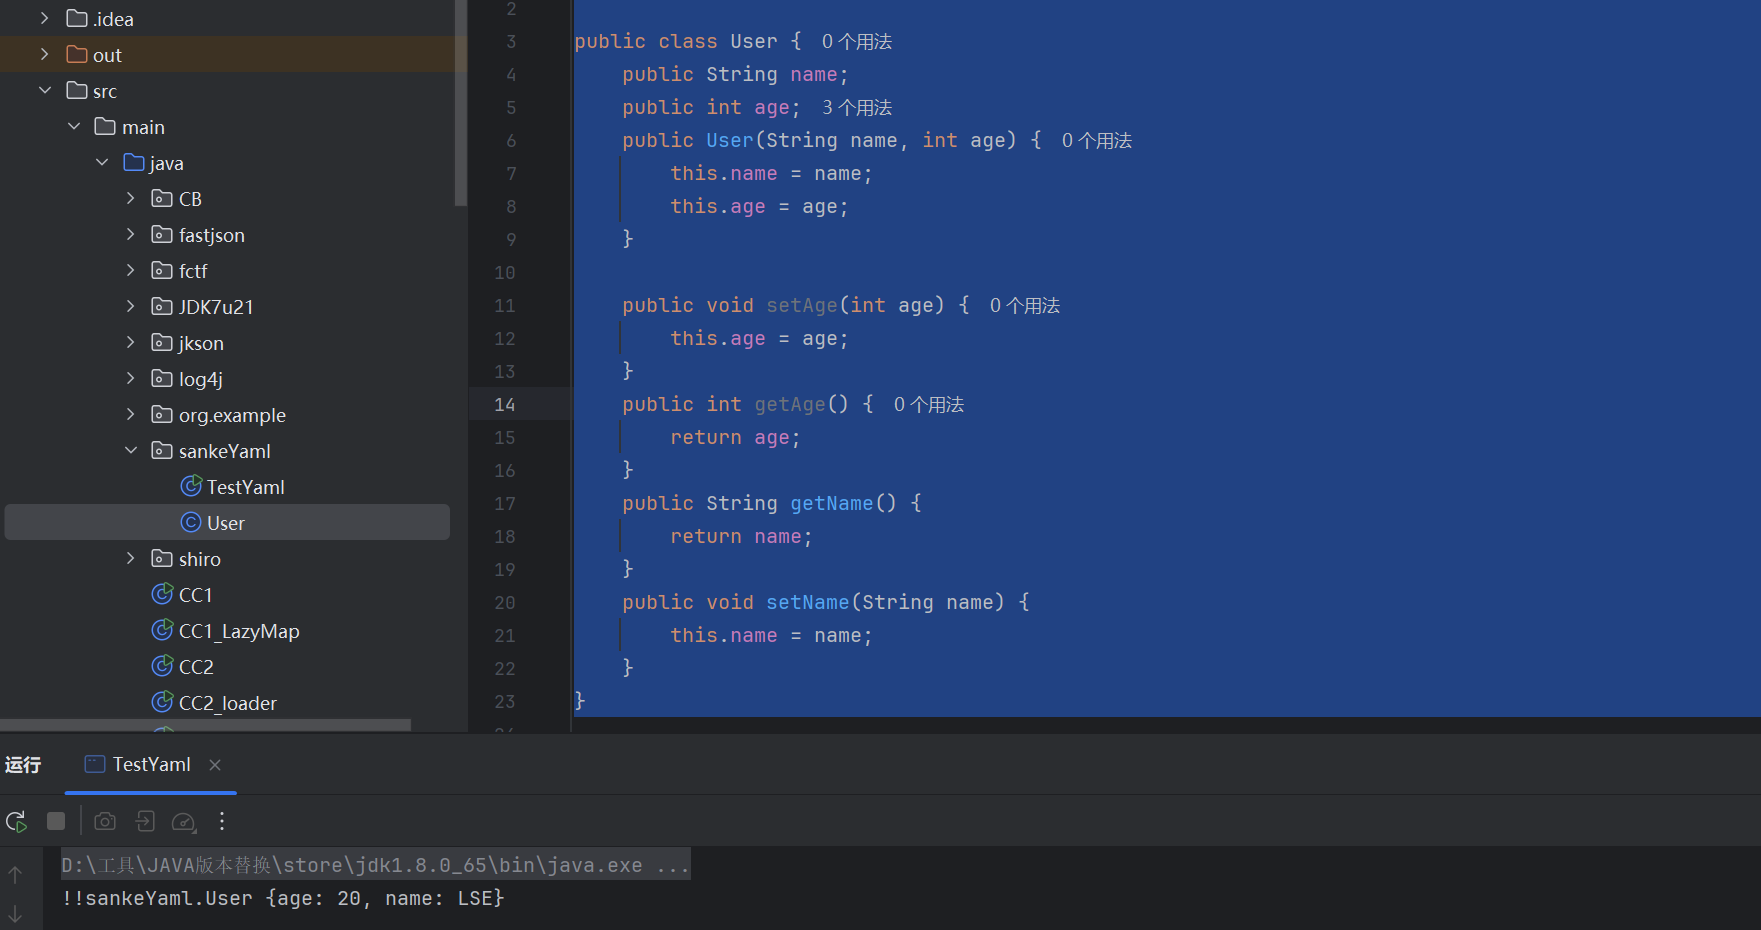 .idea
out
src
main
java
CB
fastjson
fctf
JDK7u21
jkson
log4j
org.example
sankeYaml
TestYaml
User
shiro
CC1
CC1_LazyMap
CC2
CC2_loader
2
3 public class User { 0 个用法
4 public String name;
5 public int age; 3 个用法
6 public User(String name, int age) { 0 个用法
7 this.name = name;
8 this.age = age;
9 }
10
11 public void setAge(int age) { 0 个用法
12 this.age = age;
13 }
14 public int getAge() { 0 个用法
15 return age;
16 }
17 public String getName() {
18 return name;
19 }
20 public void setName(String name) {
21 this.name = name;
22 }
23 }
运行 TestYaml
D:\工具\JAVA版本替换\store\jdk1.8.0_65\bin\java.exe ...
!!sankeYaml.User {age: 20, name: LSE}